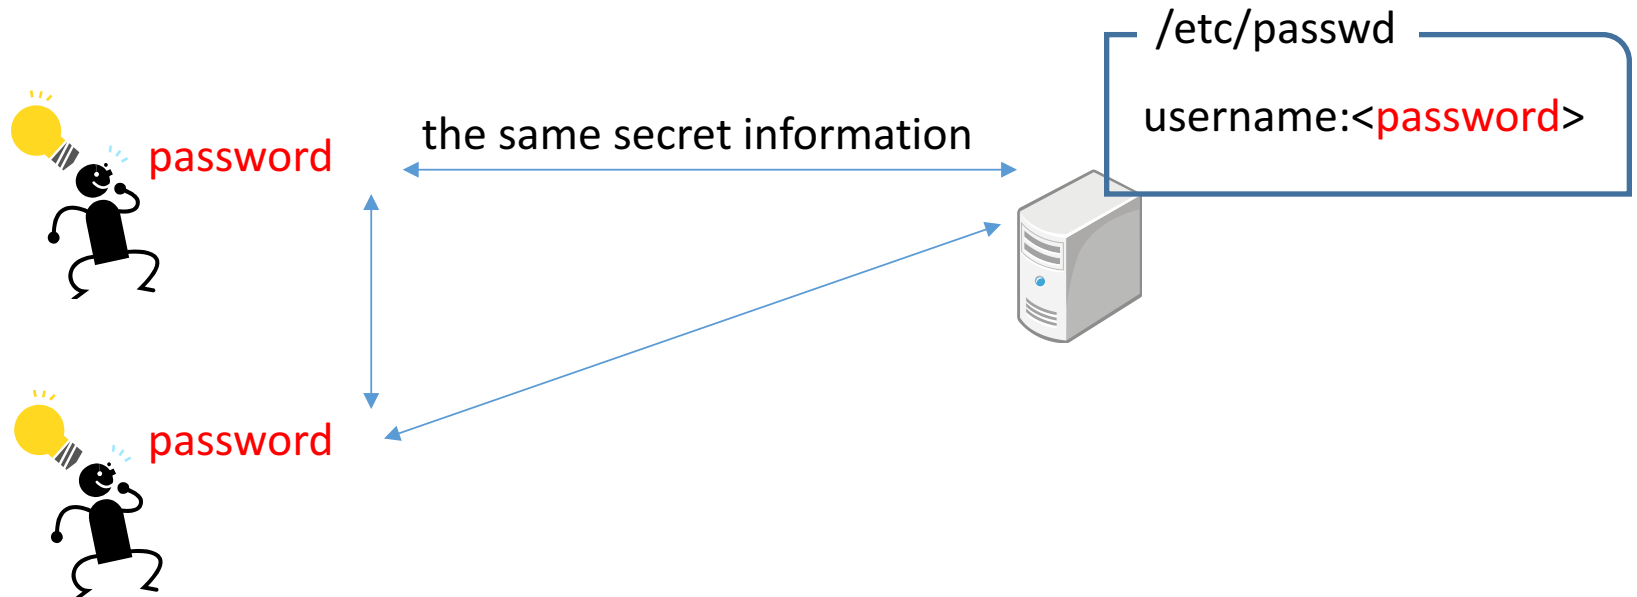 /etc/passwd
username:<password>
the same secret information
password
password